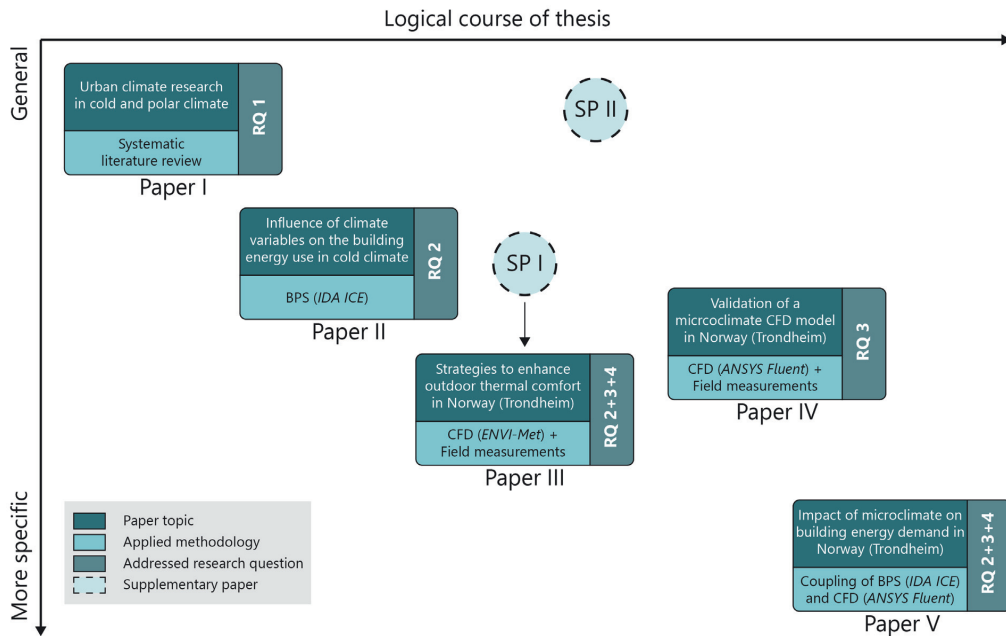 Logical course of thesis
General
More specific
Urban climate research
in cold and polar climate
Systematic
literature review
RQ 1
Paper I
SP II
Influence of climate
variables on the building
energy use in cold climate
BPS (IDA ICE)
RQ 2
Paper II
SP I
Strategies to enhance
outdoor thermal comfort
in Norway (Trondheim)
CFD (ENVI-Met) +
Field measurements
RQ 2+3+4
Paper III
Validation of a
mircoclimate CFD model
in Norway (Trondheim)
CFD (ANSYS Fluent) +
Field measurements
RQ 3
Paper IV
Impact of microclimate on
building energy demand in
Norway (Trondheim)
Coupling of BPS (IDA ICE)
and CFD (ANSYS Fluent)
RQ 2+3+4
Paper V
Paper topic
Applied methodology
Addressed research question
Supplementary paper